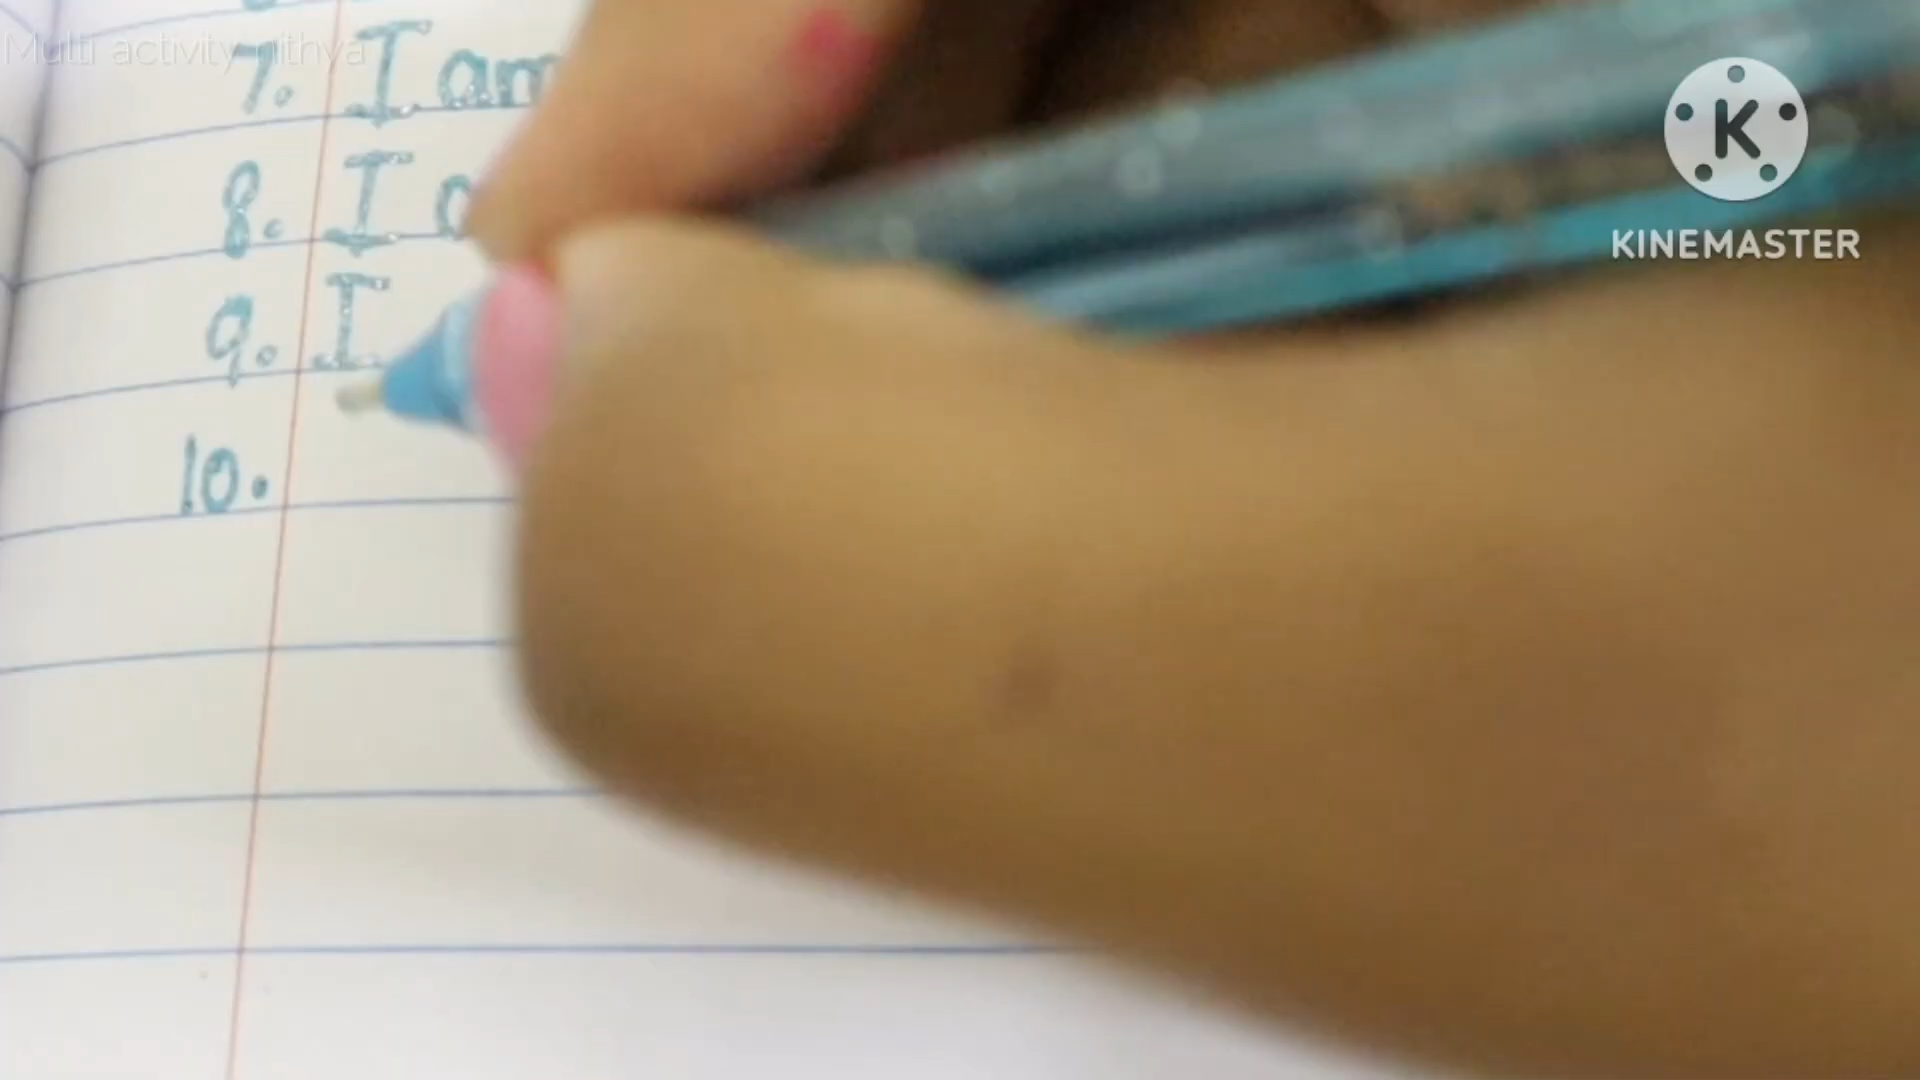 Multi activity nithya
7. I am
8. I
9. I
10.
KINEMASTER